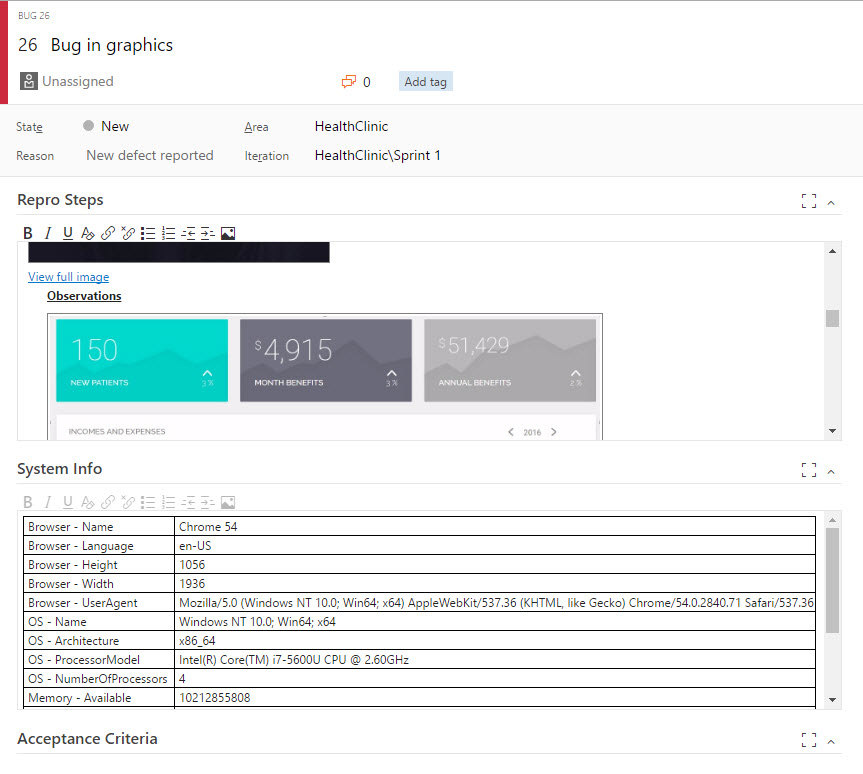 BUG 26
26 Bug in graphics
Unassigned 0 Add tag
State New Area HealthClinic
Reason New defect reported Iteration HealthClinic\Sprint 1
Repro Steps
B I U
View full image
Observations
150 $4,915 $51,429
NEW PATIENTS 3% MONTH BENEFITS 3% ANNUAL BENEFITS 2%
INCOMES AND EXPENSES < 2016 >
System Info
B I U
Browser - Name Chrome 54
Browser - Language en-US
Browser - Height 1056
Browser - Width 1936
Browser - UserAgent Mozilla/5.0 (Windows NT 10.0; Win64; x64) AppleWebKit/537.36 (KHTML, like Gecko) Chrome/54.0.2840.71 Safari/537.36
OS - Name Windows NT 10.0; Win64; x64
OS - Architecture x86_64
OS - ProcessorModel Intel(R) Core(TM) i7-5600U CPU @ 2.60GHz
OS - NumberOfProcessors 4
Memory - Available 10212855808
Acceptance Criteria